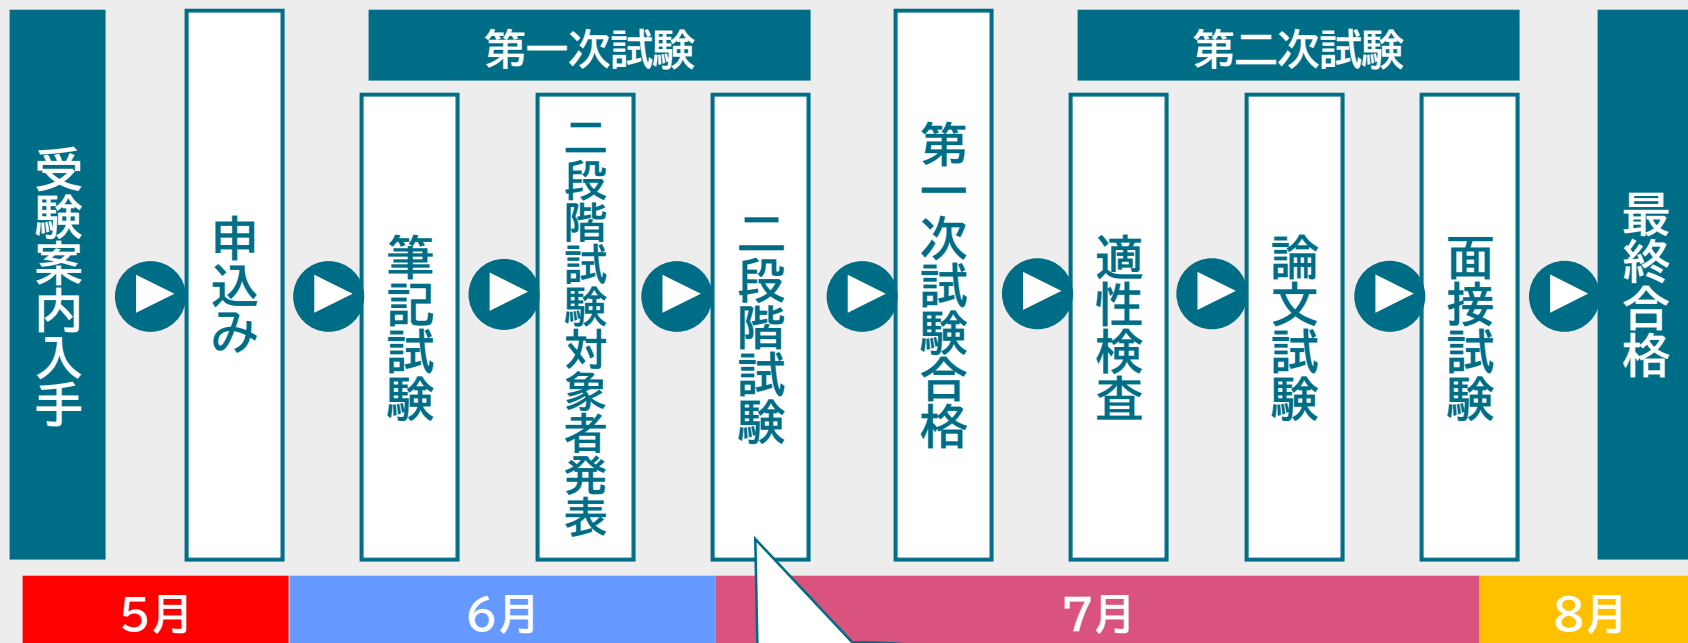 受験案内入手
申込み
第一次試験
筆記試験
二段階試験対象者発表
二段階試験
第一次試験合格
第二次試験
適性検査
論文試験
面接試験
最終合格
5月
6月
7月
8月